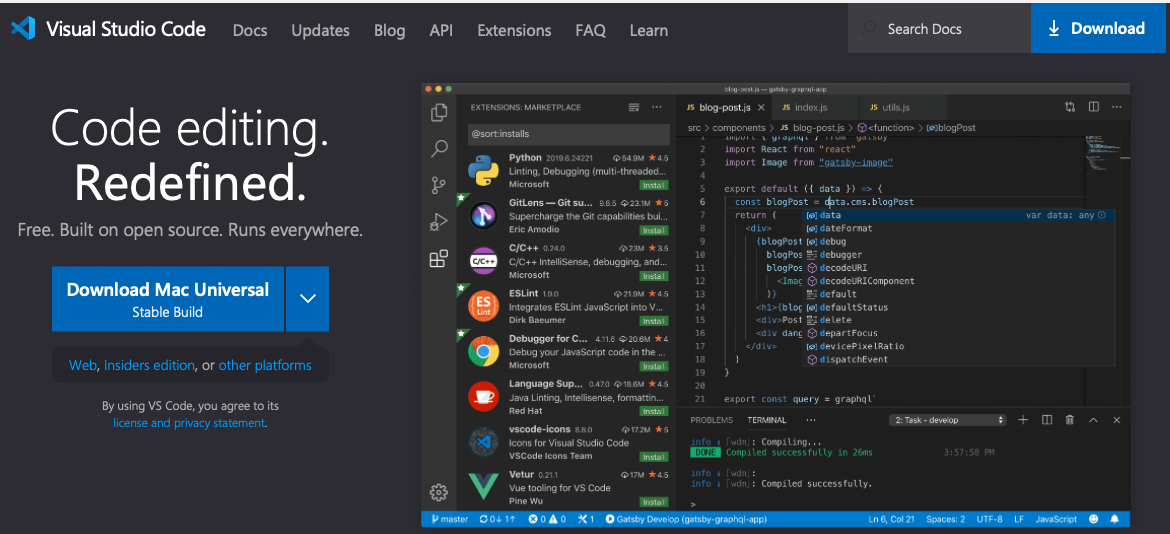 Visual Studio Code Docs Updates Blog API Extensions FAQ Learn Search Docs Download
Code editing.
Redefined.
Free. Built on open source. Runs everywhere.
Download Mac Universal
Stable Build
Web, Insiders edition, or other platforms
By using VS Code, you agree to its
license and privacy statement.
blog-post.js — gatsby-graphql-app
EXTENSIONS: MARKETPLACE
@sort:installs
Python 2019.6.24221 54.9M ★4.5
Linting, Debugging (multi-threaded...
Microsoft Install
GitLens — Git su... 9.8.5 23.1M ★5
Supercharge the Git capabilities bui...
Eric Amodio Install
C/C++
C/C++ 0.24.0 23M ★3.5
C/C++ IntelliSense, debugging, and...
Microsoft Install
ES
Lint
ESLint 1.9.0 21.9M ★4.5
Integrates ESLint JavaScript into V...
Dirk Baeumer Install
Debugger for C... 4.11.6 20.6M ★4
Debug your JavaScript code in the ...
Microsoft Install
Language Sup... 0.47.0 18.6M ★4.5
Java Linting, Intellisense, formattin...
Red Hat Install
vscode-icons 8.8.0 17.2M ★5
Icons for Visual Studio Code
VSCode Icons Team Install
Vetur 0.21.1 17M ★4.5
Vue tooling for VS Code
Pine Wu Install
JS blog-post.js × JS index.js JS utils.js
src > components > JS blog-post.js > <function> > blogPost
1 import { graphql } from "gatsby"
2 import React from "react"
3 import Image from "gatsby-image"
4
5 export default ({ data }) => {
6 const blogPost = data.cms.blogPost
7 return (
8 <div>
9 {blogPost
10 blogP
11 blogPos
12 <Imag
13 )}
14 <h1>{blog
15 <div>Post
16 <div dang
17 </div>
18 )
19 }
20
21 export const query = graphql`
data var data: any
dateFormat
debug
debugger
decodeURI
decodeURIComponent
default
defaultStatus
delete
departFocus
devicePixelRatio
dispatchEvent
PROBLEMS TERMINAL ... 2: Task - develop
info ｢wdm｣: Compiling...
DONE Compiled successfully in 26ms 3:57:58 PM
info ｢wdm｣:
info ｢wdm｣: Compiled successfully.
>
master 0↓ 1↑ 0 0 1 Gatsby Develop (gatsby-graphql-app) Ln 6, Col 21 Spaces: 2 UTF-8 LF JavaScript